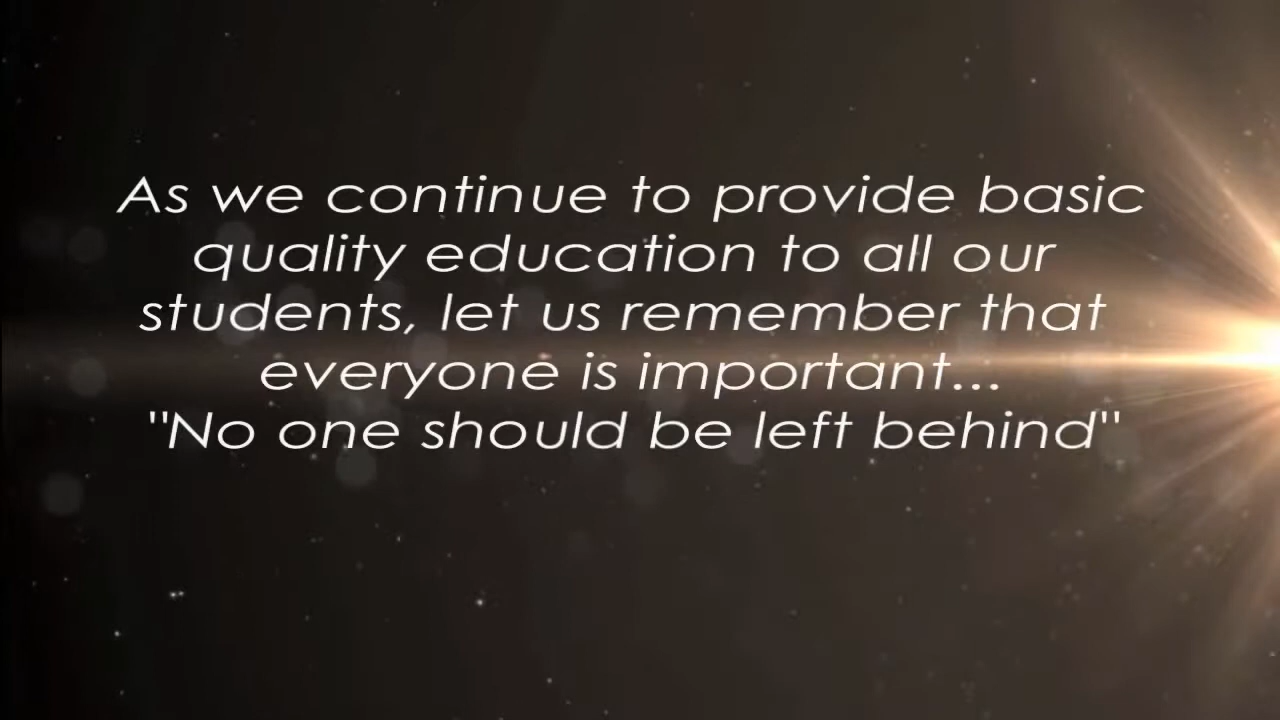 As we continue to provide basic
quality education to all our
students, let us remember that
everyone is important...
"No one should be left behind"